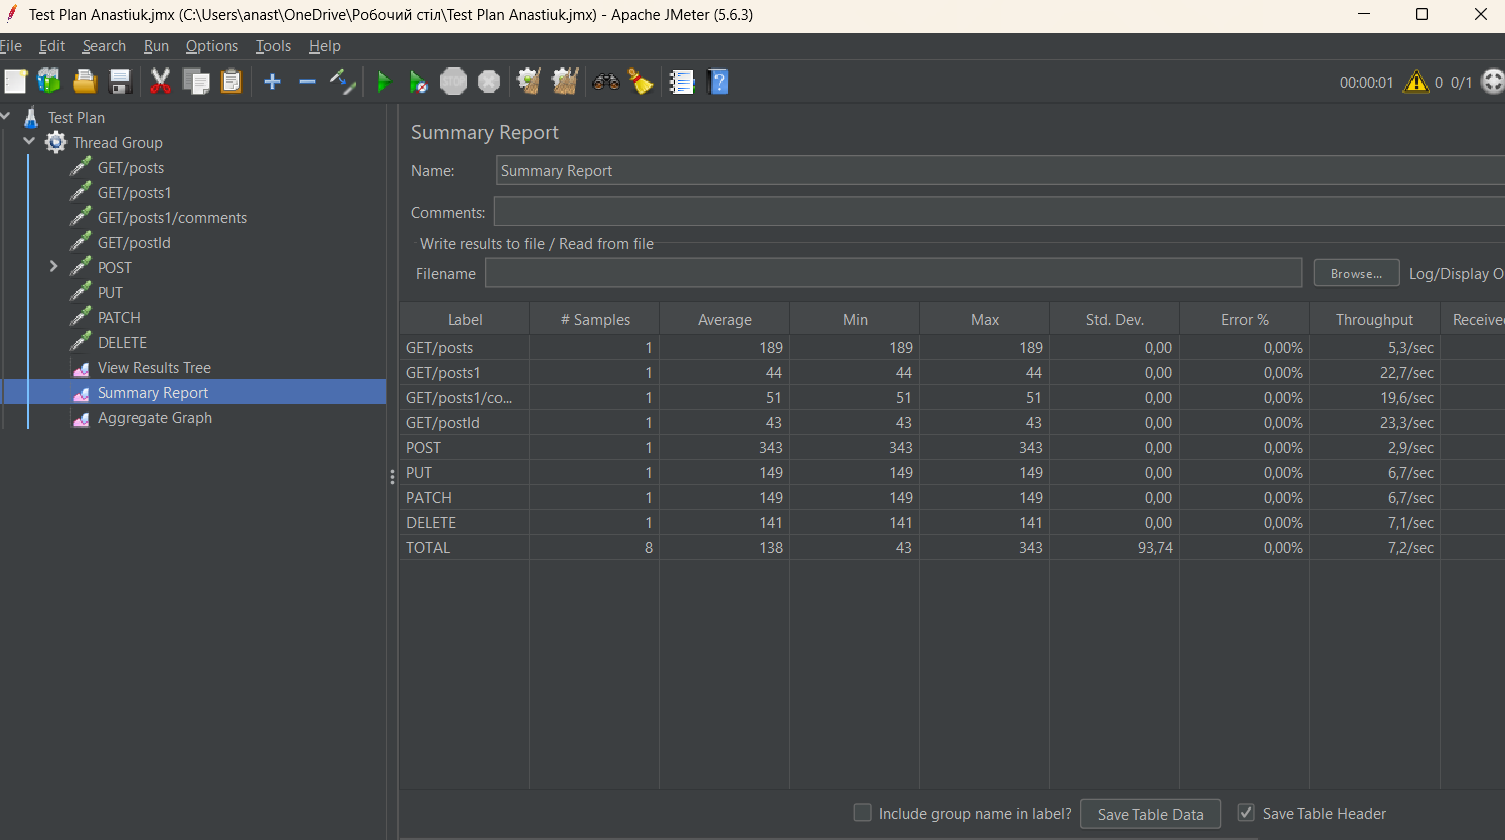 Test Plan Anastiuk.jmx (C:\Users\anast\OneDrive\Робочий стіл\Test Plan Anastiuk.jmx) - Apache JMeter (5.6.3)
File Edit Search Run Options Tools Help
STOP 00:00:01 0 0/1
Test Plan
Thread Group
GET/posts
GET/posts1
GET/posts1/comments
GET/postId
POST
PUT
PATCH
DELETE
View Results Tree
Summary Report
Aggregate Graph
Summary Report
Name: Summary Report
Comments:
Write results to file / Read from file
Filename Browse... Log/Display O
Label # Samples Average Min Max Std. Dev. Error % Throughput Received
GET/posts 1 189 189 189 0,00 0,00% 5,3/sec
GET/posts1 1 44 44 44 0,00 0,00% 22,7/sec
GET/posts1/co... 1 51 51 51 0,00 0,00% 19,6/sec
GET/postId 1 43 43 43 0,00 0,00% 23,3/sec
POST 1 343 343 343 0,00 0,00% 2,9/sec
PUT 1 149 149 149 0,00 0,00% 6,7/sec
PATCH 1 149 149 149 0,00 0,00% 6,7/sec
DELETE 1 141 141 141 0,00 0,00% 7,1/sec
TOTAL 8 138 43 343 93,74 0,00% 7,2/sec
Include group name in label? Save Table Data Save Table Header